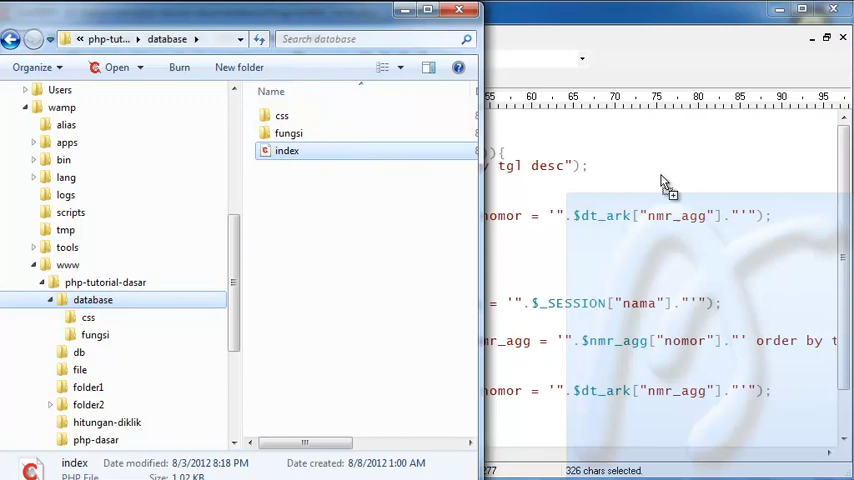 php-tut... database
Search database
Organize Open Burn New folder
Users
wamp
alias
apps
bin
lang
logs
scripts
tmp
tools
www
php-tutorial-dasar
database
css
fungsi
db
file
folder1
folder2
hitungan-diklik
php-dasar
Name
css
fungsi
index
index Date modified: 8/3/2012 8:18 PM Date created: 8/8/2012 1:00 AM
PHP File Size: 1.02 KB
55 60 65 70 75 80 85 90 95
)){
y tgl desc");
nomor = '".$dt_ark["nmr_agg"]."'");
= '".$_SESSION["nama"]."'");
nmr_agg = '".$nmr_agg["nomor"]."' order by t
nomor = '".$dt_ark["nmr_agg"]."'");
277 326 chars selected.